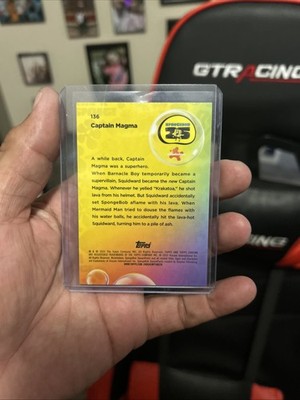 GTRACING
136
Captain Magma
SPONGEBOB
25
A while back, Captain
Magma was a superhero.
When Barnacle Boy temporarily became a
supervillain, Squidward became the new Captain
Magma. Whenever he yelled "Krakatoa," he shot
lava from his helmet. But Squidward accidentally
set SpongeBob aflame with his lava. When
Mermaid Man tried to douse the flames with
his water balls, he accidentally hit the lava-hot
Squidward, turning him to a pile of ash.
RACING
Topps